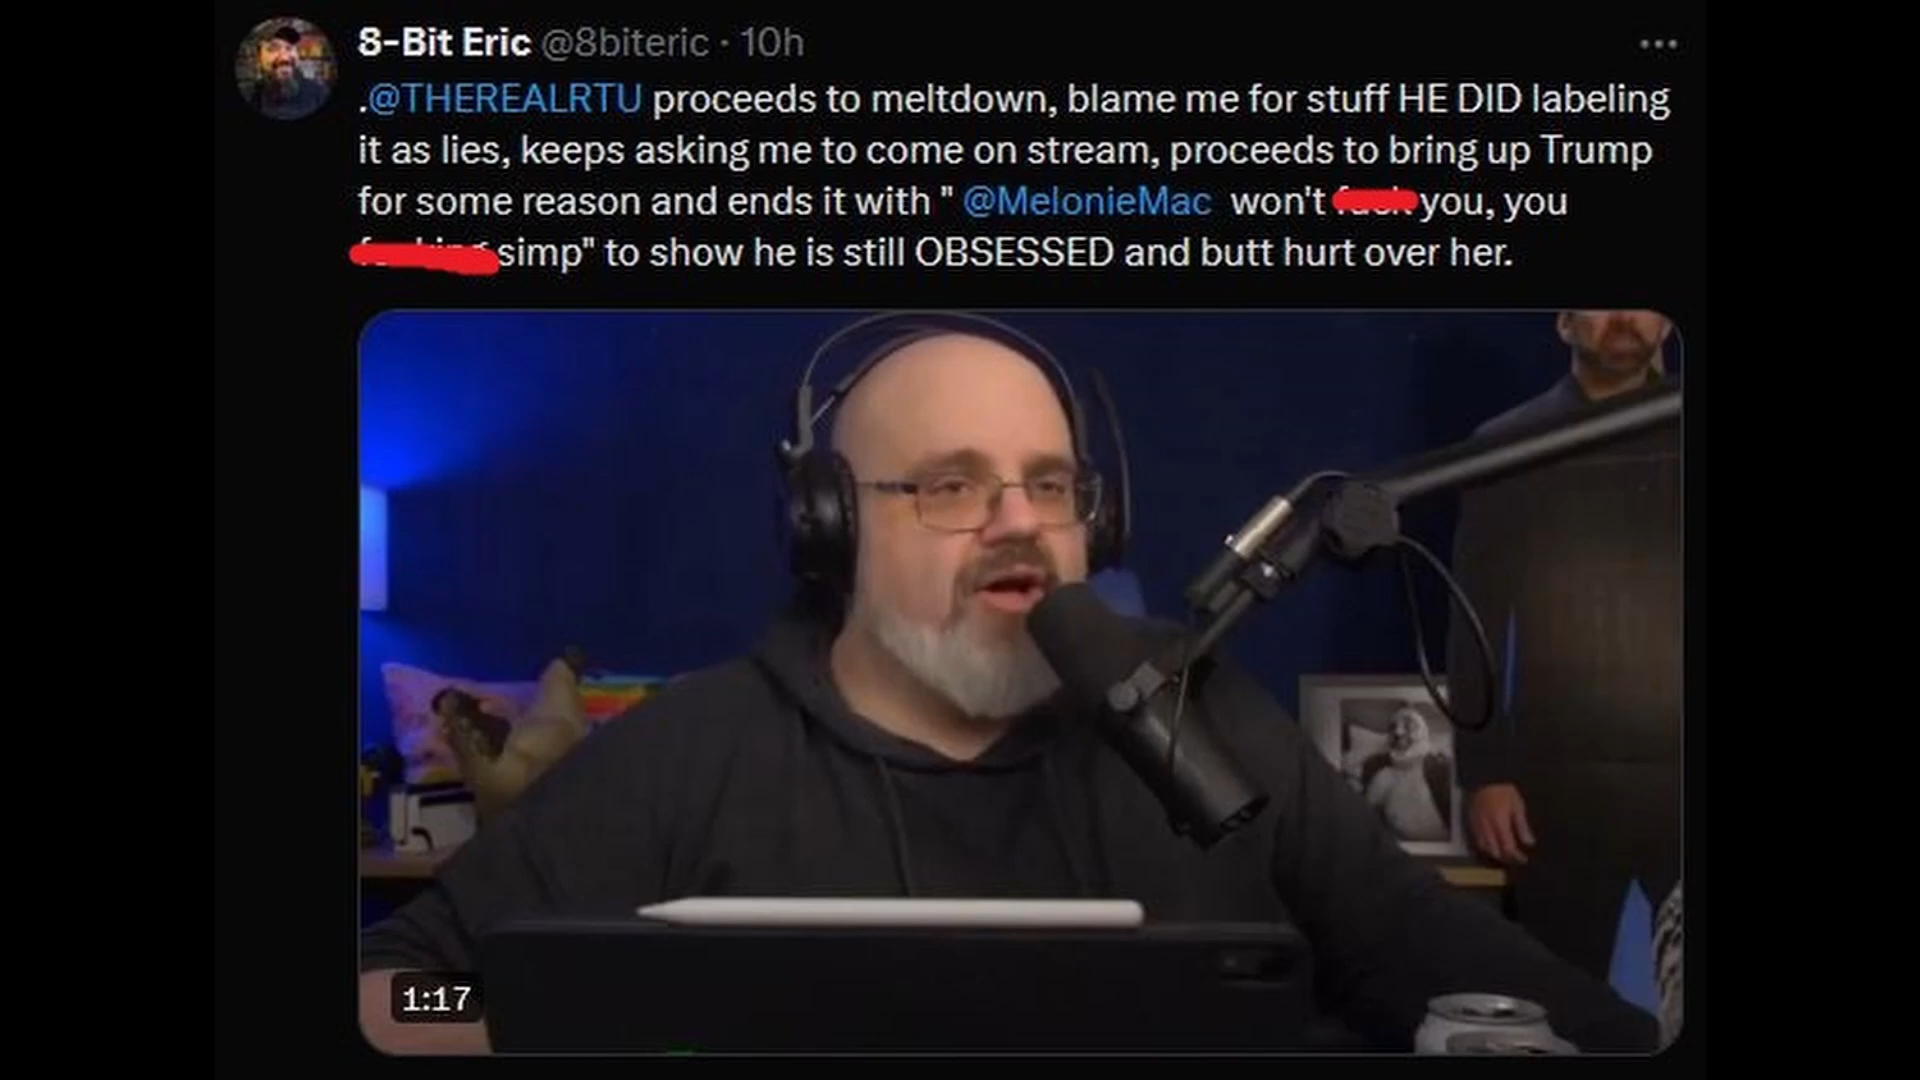 8-Bit Eric @8biteric · 10h
.@THEREALRTU proceeds to meltdown, blame me for stuff HE DID labeling
it as lies, keeps asking me to come on stream, proceeds to bring up Trump
for some reason and ends it with " @MelonieMac won't you, you
simp" to show he is still OBSESSED and butt hurt over her.
1:17